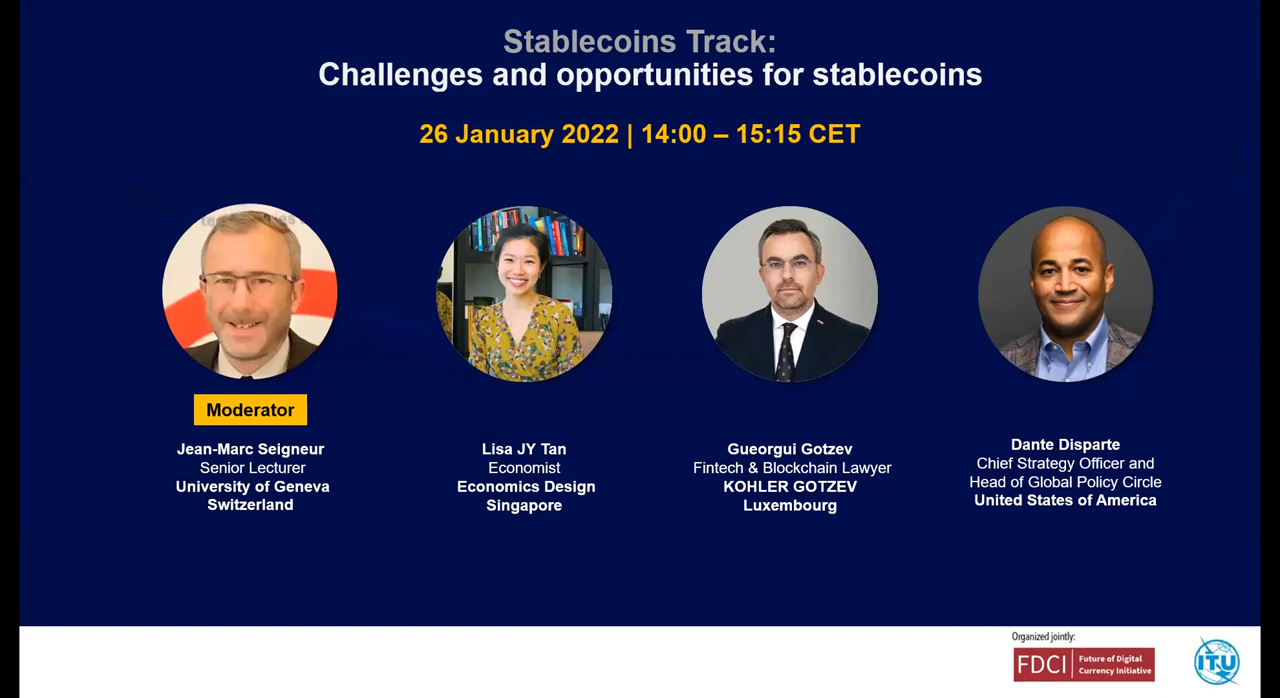 Stablecoins Track:
Challenges and opportunities for stablecoins
26 January 2022 | 14:00 – 15:15 CET
Moderator
Jean-Marc Seigneur
Senior Lecturer
University of Geneva
Switzerland
Lisa JY Tan
Economist
Economics Design
Singapore
Gueorgui Gotzev
Fintech & Blockchain Lawyer
KOHLER GOTZEV
Luxembourg
Dante Disparte
Chief Strategy Officer and
Head of Global Policy Circle
United States of America
Organized jointly:
FDCI
Future of Digital
Currency Initiative
ITU